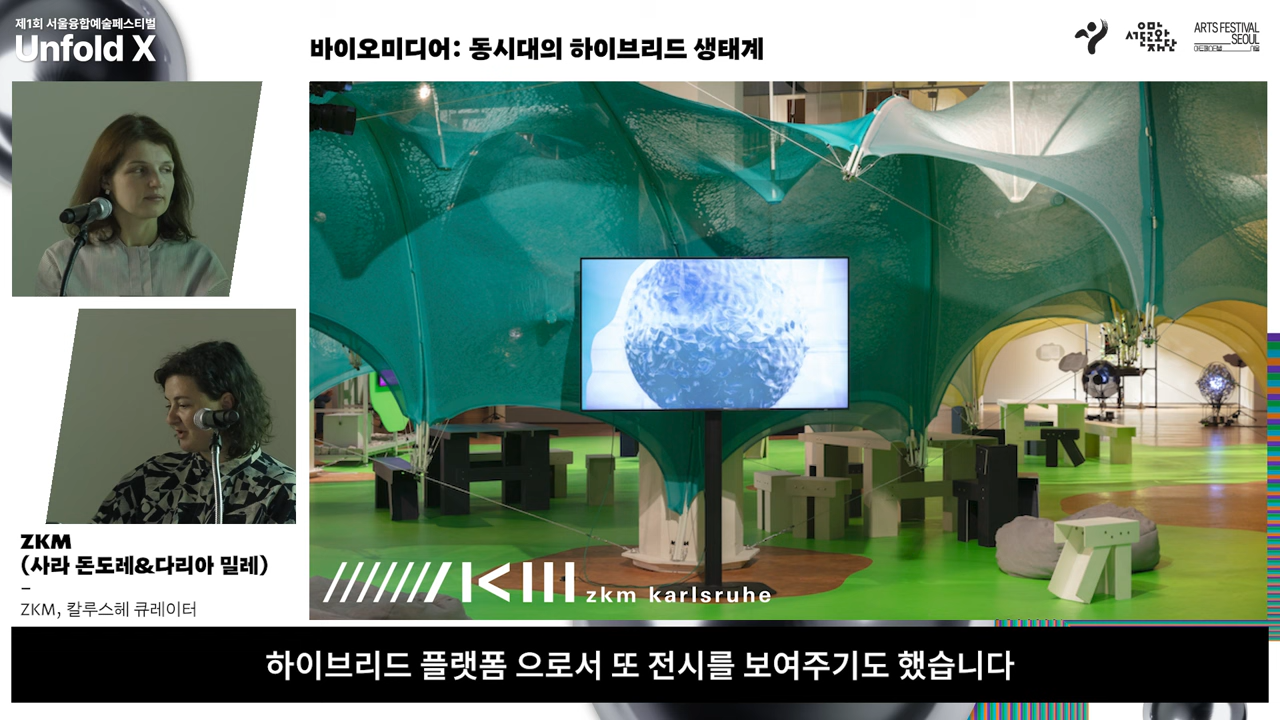 제1회 서울융합예술페스티벌
Unfold X
바이오미디어: 동시대의 하이브리드 생태계
서울문화재단
ARTS FESTIVAL
SEOUL
zkm karlsruhe
ZKM
(사라 돈도레&다리아 밀레)
–
ZKM, 칼루스헤 큐레이터
하이브리드 플랫폼 으로서 또 전시를 보여주기도 했습니다